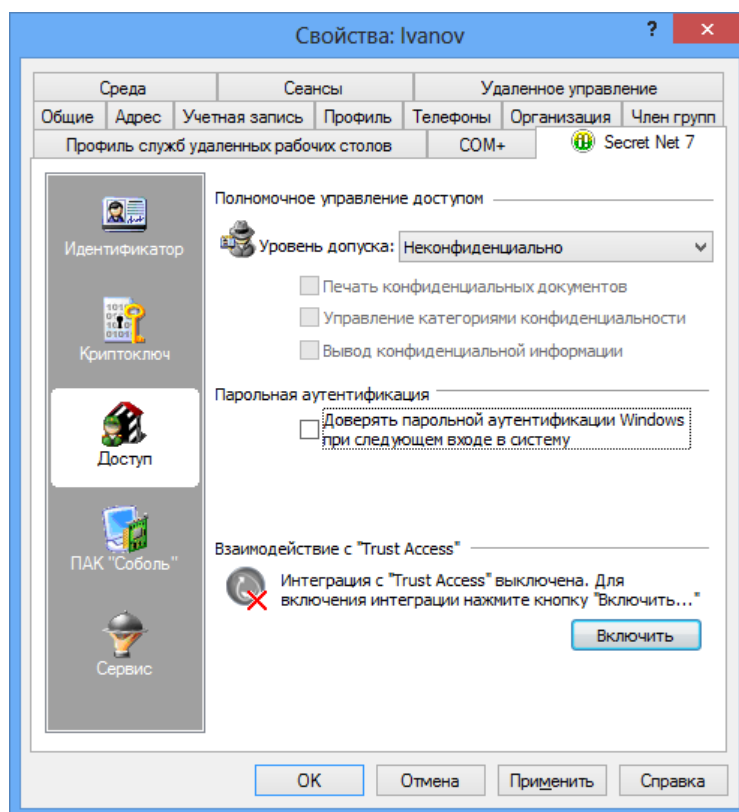 Свойства: Ivanov
?
×
Среда Сеансы Удаленное управление
Общие Адрес Учетная запись Профиль Телефоны Организация Член групп
Профиль служб удаленных рабочих столов COM+ Secret Net 7
Идентификатор
Криптоключ
Доступ
ПАК "Соболь"
Сервис
Полномочное управление доступом
Уровень допуска: Неконфиденциально
Печать конфиденциальных документов
Управление категориями конфиденциальности
Вывод конфиденциальной информации
Парольная аутентификация
Доверять парольной аутентификации Windows
при следующем входе в систему
Взаимодействие с "Trust Access"
Интеграция с "Trust Access" выключена. Для
включения интеграции нажмите кнопку "Включить..."
Включить
OK Отмена Применить Справка